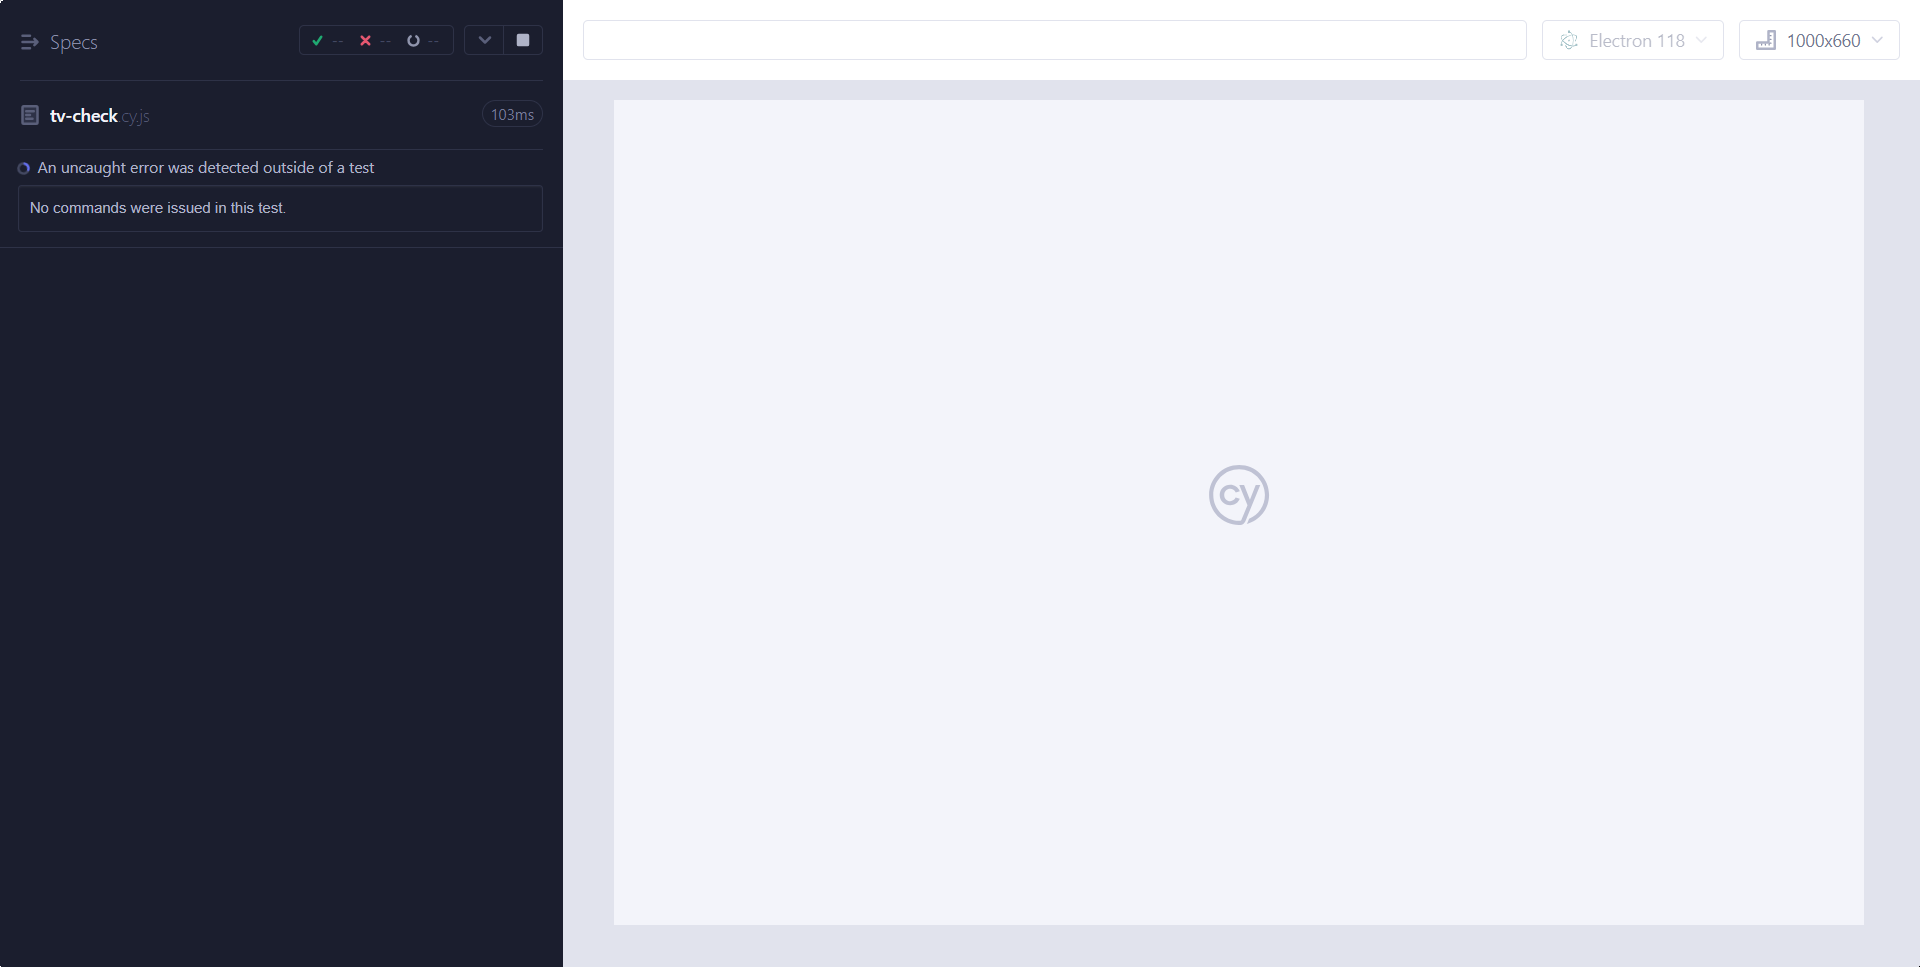 Specs
-- -- --
tv-check.cy.js
103ms
An uncaught error was detected outside of a test
No commands were issued in this test.
Electron 118
1000x660
cy